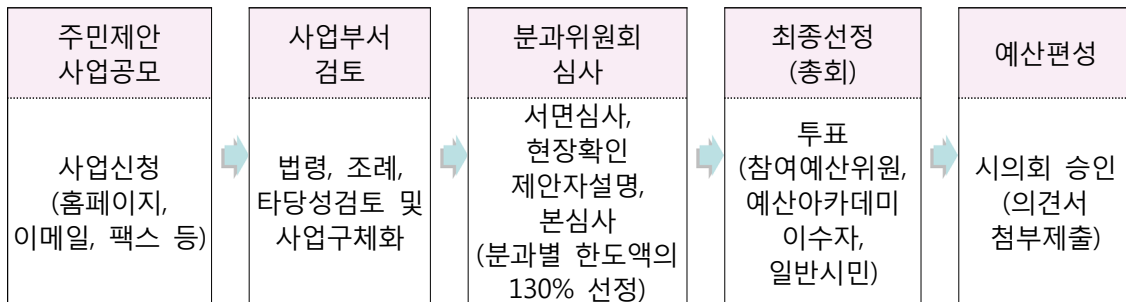 주민제안
사업공모
사업신청
(홈페이지,
이메일, 팩스 등)
사업부서
검토
법령, 조례,
타당성검토 및
사업구체화
분과위원회
심사
서면심사,
현장확인
제안자설명,
본심사
(분과별 한도액의
130% 선정)
최종선정
(총회)
투표
(참여예산위원,
예산아카데미
이수자,
일반시민)
예산편성
시의회 승인
(의견서
첨부제출)